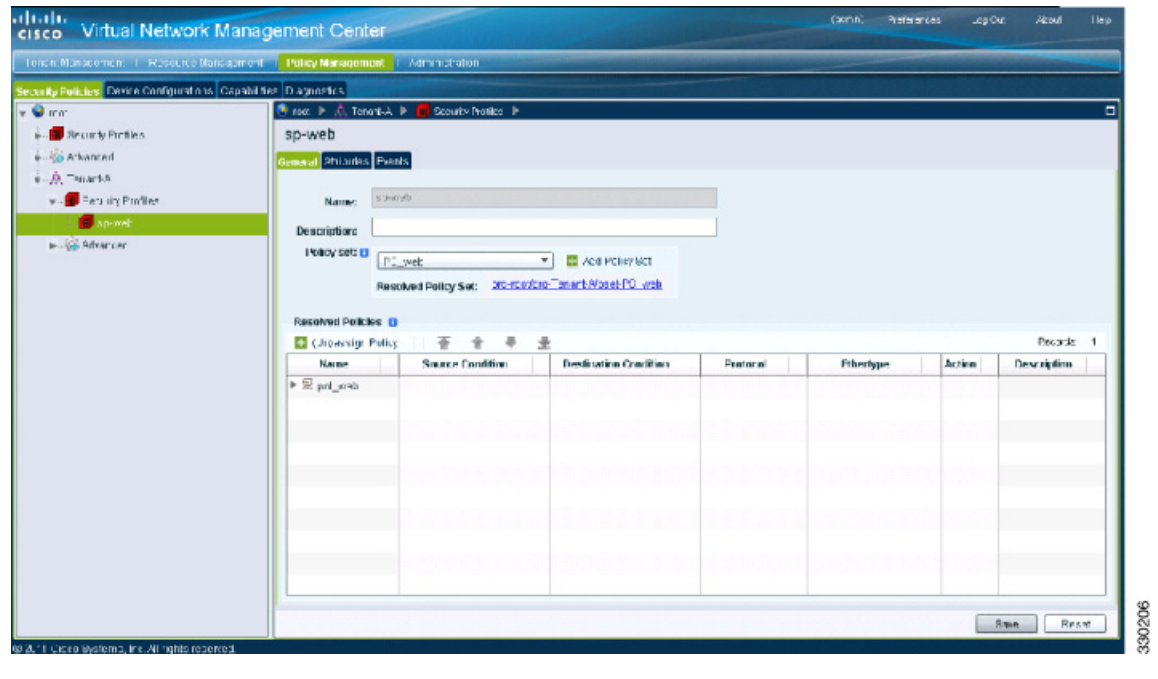 CISCO Virtual Network Management Center
(admin) Preferences Log Out About Help
Tenant Management | Resource Management | Policy Management | Administration
Security Policies Device Configurations Capabilities Diagnostics
root
Security Profiles
Advanced
Tenant-A
Security Profiles
sp-web
Advanced
root Tenant-A Security Profiles
sp-web
General Attributes Events
Name: sp-web
Description:
Policy set:
Add Policy Set
Resolved Policy Set:
Resolved Policies
(Un)assign Policy
Records: 1
Name Source Condition Destination Condition Protocol Ethertype Action Description
pol_web
Save Reset
© 2011 Cisco Systems, Inc. All rights reserved.
330206